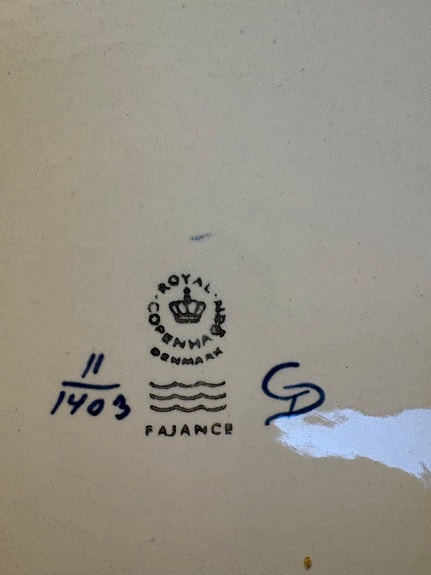 ROYAL COPENHAGEN
DENMARK
11
1403
FAJANCE